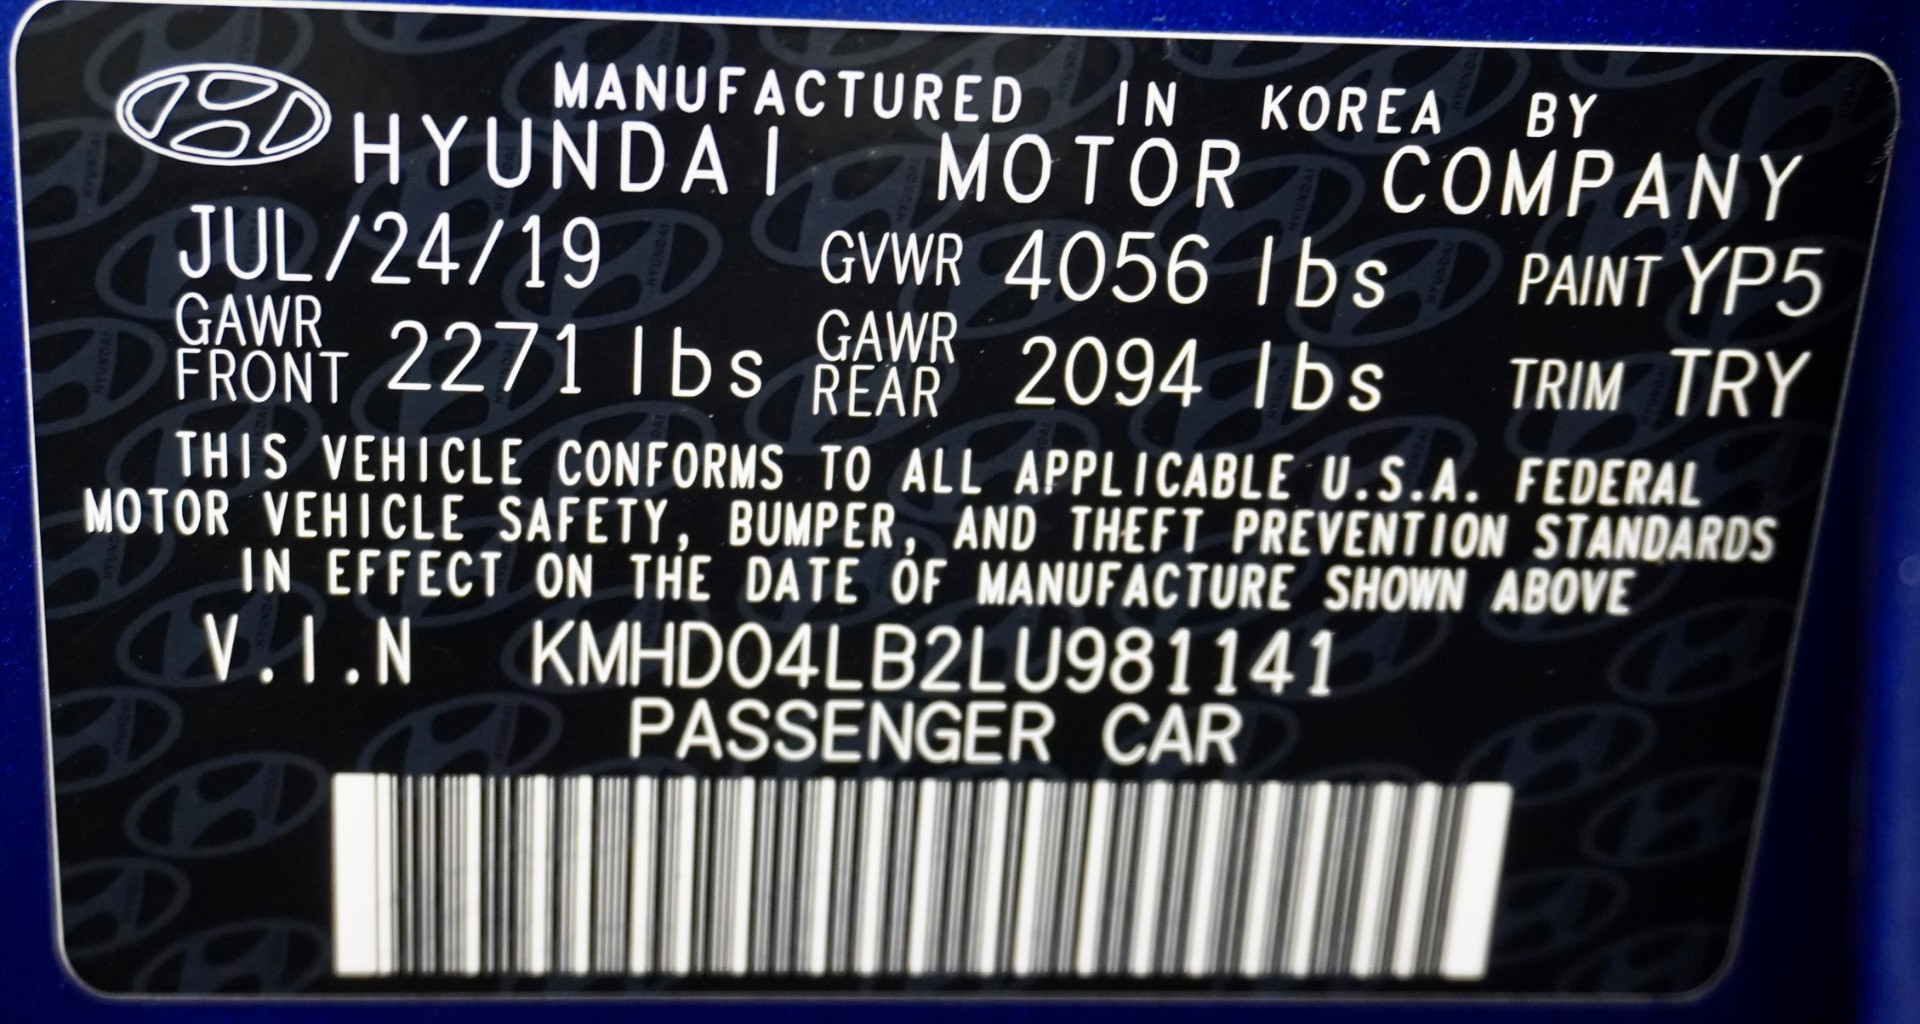 MANUFACTURED IN KOREA BY
HYUNDAI MOTOR COMPANY
JUL/24/19 GVWR 4056 lbs PAINT YP5
GAWR FRONT 2271 lbs GAWR REAR 2094 lbs TRIM TRY
THIS VEHICLE CONFORMS TO ALL APPLICABLE U.S.A. FEDERAL
MOTOR VEHICLE SAFETY, BUMPER, AND THEFT PREVENTION STANDARDS
IN EFFECT ON THE DATE OF MANUFACTURE SHOWN ABOVE
V.I.N KMHD04LB2LU981141
PASSENGER CAR